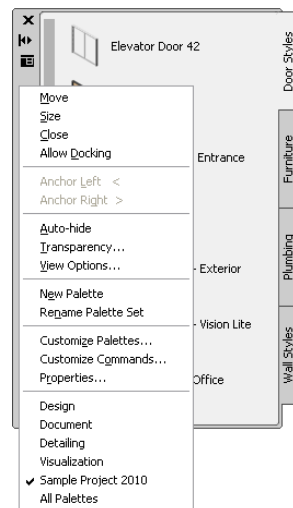 Elevator Door 42
Entrance
- Exterior
- Vision Lite
Office
Door Styles
Furniture
Plumbing
Wall Styles
Move
Size
Close
Allow Docking
Anchor Left <
Anchor Right >
Auto-hide
Transparency...
View Options...
New Palette
Rename Palette Set
Customize Palettes...
Customize Commands...
Properties...
Design
Document
Detailing
Visualization
Sample Project 2010
All Palettes